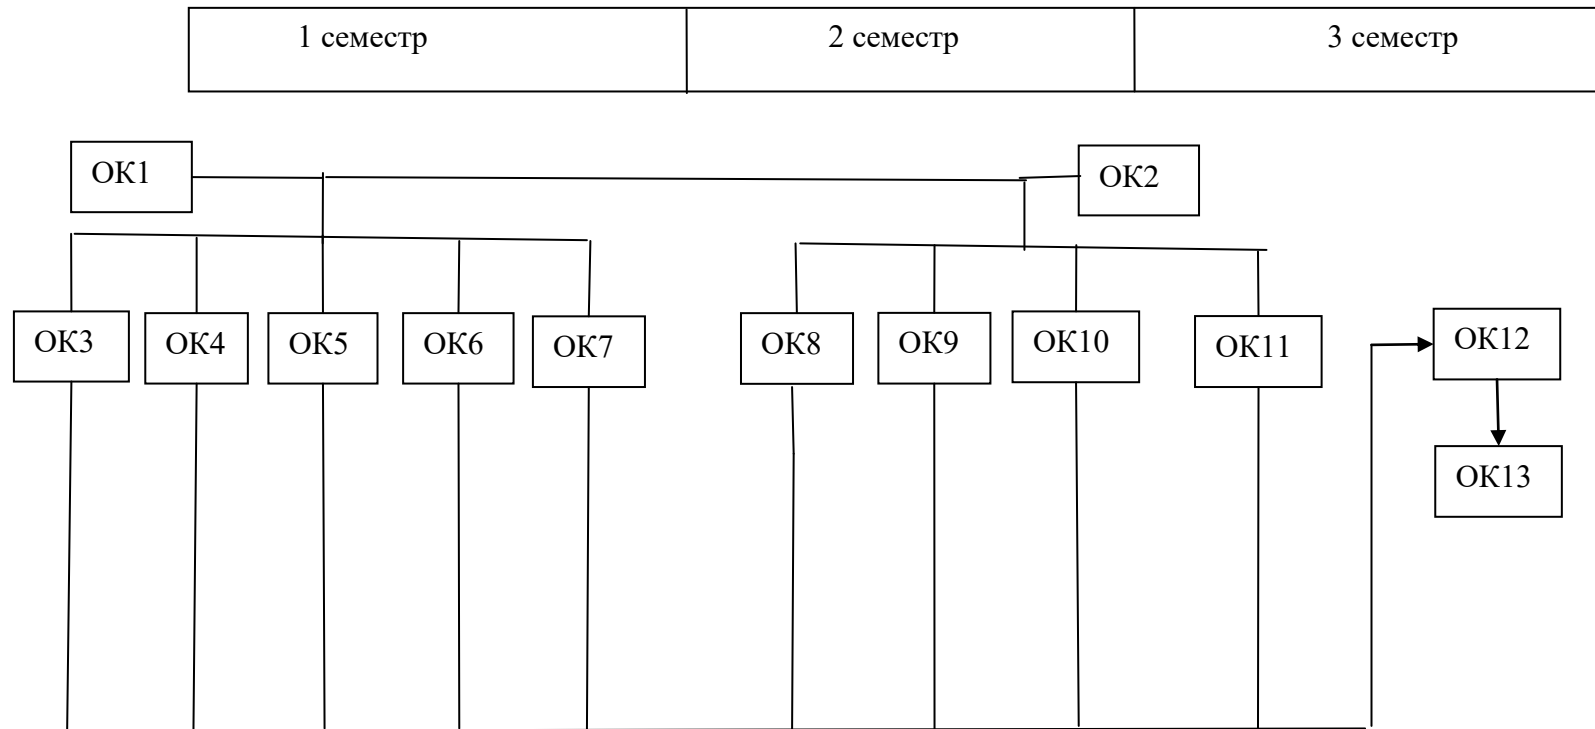 1 семестр
2 семестр
3 семестр
ОК1
ОК2
ОК3
ОК4
ОК5
ОК6
ОК7
ОК8
ОК9
ОК10
ОК11
ОК12
ОК13